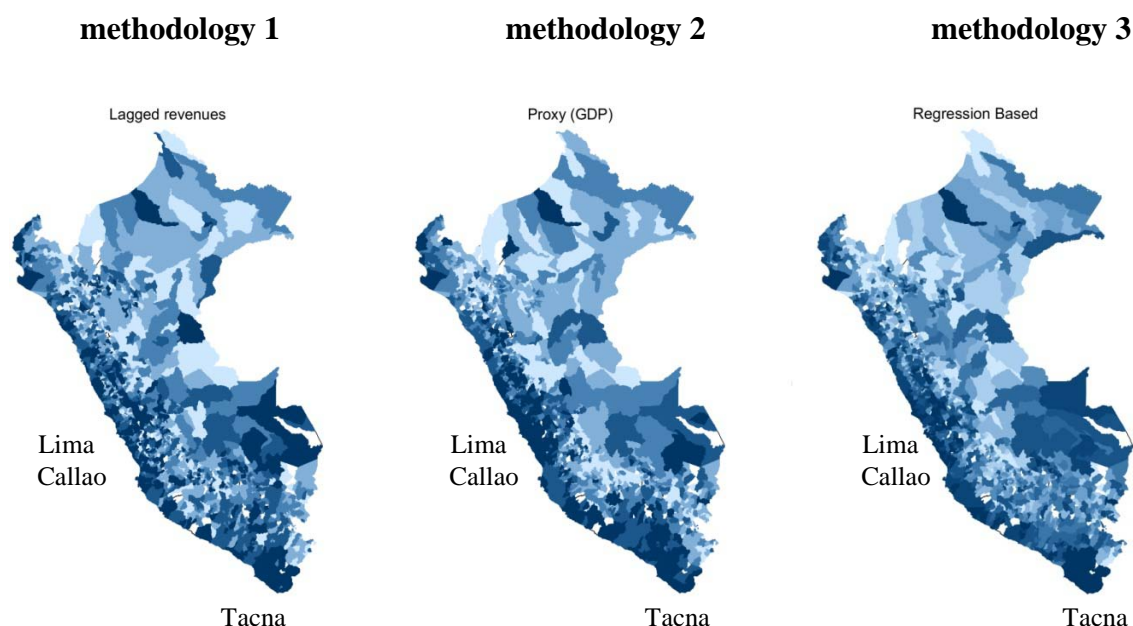 methodology 1
methodology 2
methodology 3
Lagged revenues
Proxy (GDP)
Regression Based
Lima
Callao
Lima
Callao
Lima
Callao
Tacna
Tacna
Tacna